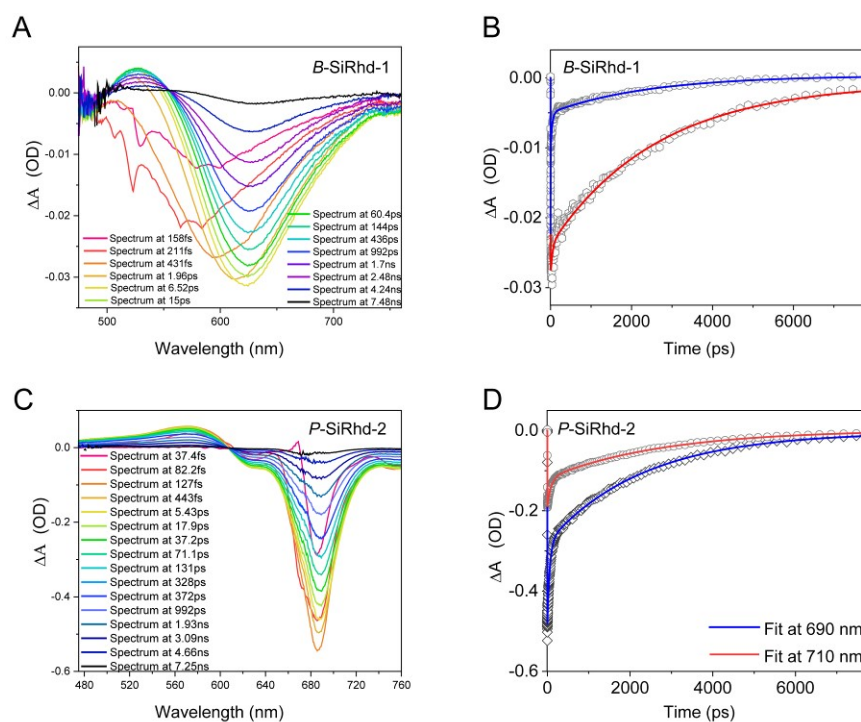 A
B
B-SiRhd-1
B-SiRhd-1
0.00
-0.01
-0.02
-0.03
ΔA (OD)
Spectrum at 158fs
Spectrum at 211fs
Spectrum at 431fs
Spectrum at 1.96ps
Spectrum at 6.52ps
Spectrum at 15ps
Spectrum at 60.4ps
Spectrum at 144ps
Spectrum at 436ps
Spectrum at 992ps
Spectrum at 1.7ns
Spectrum at 2.48ns
Spectrum at 4.24ns
Spectrum at 7.48ns
500
600
700
Wavelength (nm)
0.00
-0.01
-0.02
-0.03
ΔA (OD)
0
2000
4000
6000
Time (ps)
C
D
P-SiRhd-2
P-SiRhd-2
0.0
-0.2
-0.4
-0.6
ΔA (OD)
Spectrum at 37.4fs
Spectrum at 82.2fs
Spectrum at 127fs
Spectrum at 443fs
Spectrum at 5.43ps
Spectrum at 17.9ps
Spectrum at 37.2ps
Spectrum at 71.1ps
Spectrum at 131ps
Spectrum at 328ps
Spectrum at 372ps
Spectrum at 992ps
Spectrum at 1.93ns
Spectrum at 3.09ns
Spectrum at 4.66ns
Spectrum at 7.25ns
480
520
560
600
640
680
720
760
Wavelength (nm)
0.0
-0.2
-0.4
-0.6
ΔA (OD)
Fit at 690 nm
Fit at 710 nm
0
2000
4000
6000
Time (ps)